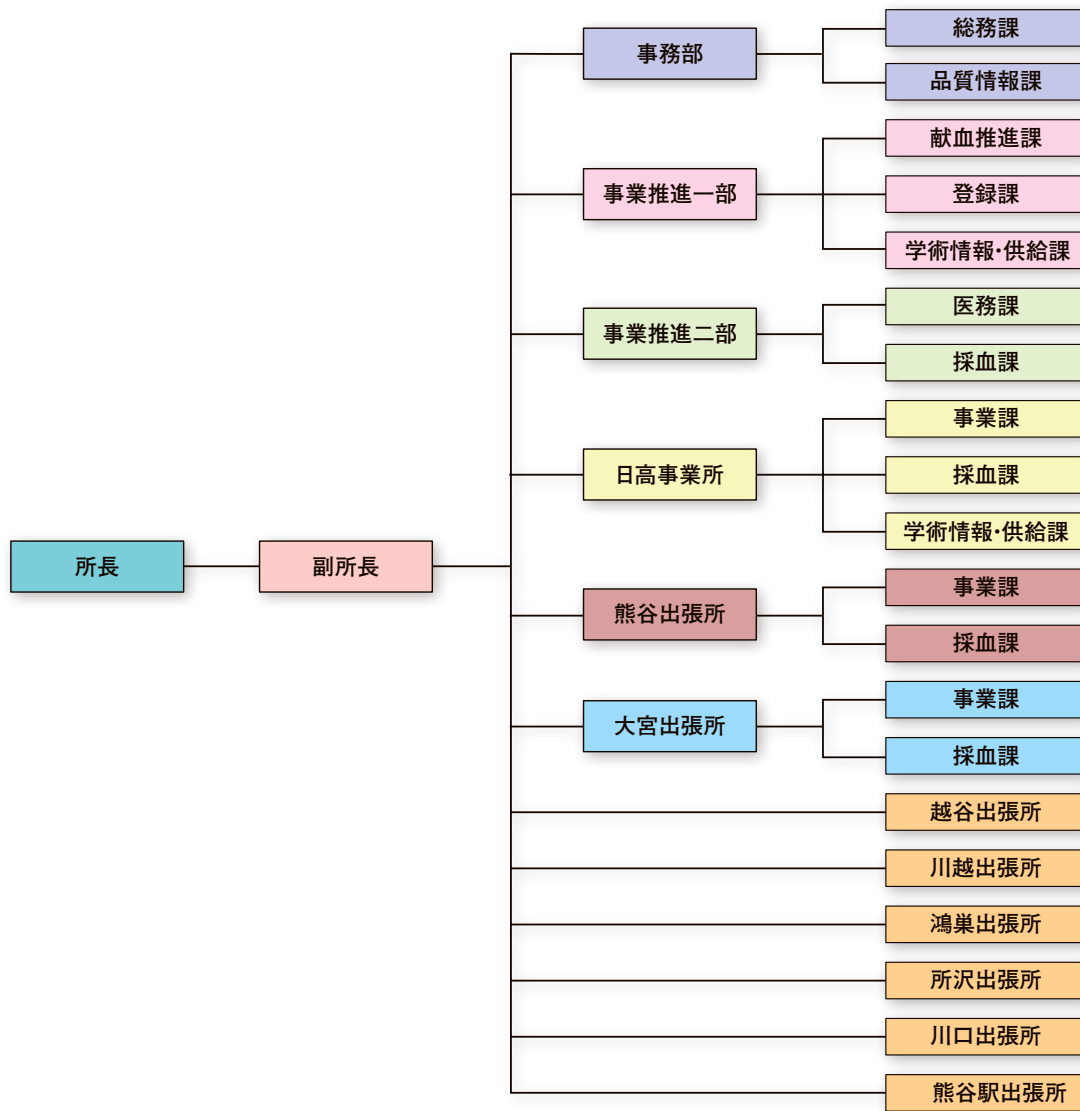 所長
副所長
事務部
総務課
品質情報課
事業推進一部
献血推進課
登録課
学術情報・供給課
事業推進二部
医務課
採血課
日高事業所
事業課
採血課
学術情報・供給課
熊谷出張所
事業課
採血課
大宮出張所
事業課
採血課
越谷出張所
川越出張所
鴻巣出張所
所沢出張所
川口出張所
熊谷駅出張所